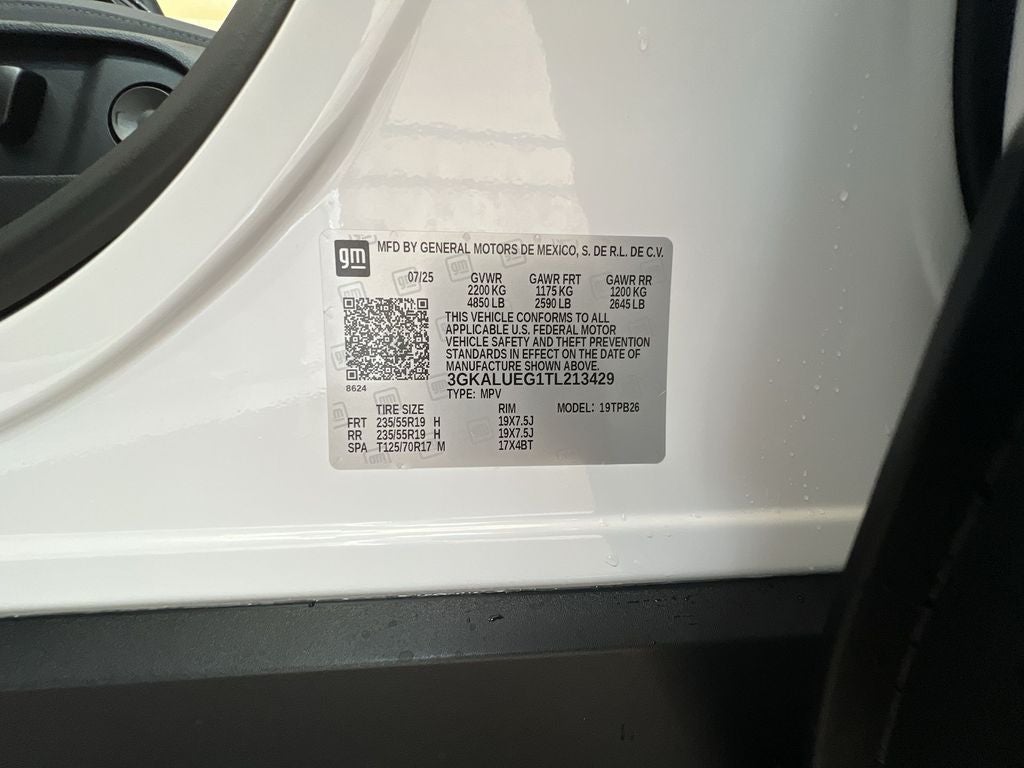 gm MFD BY GENERAL MOTORS DE MEXICO, S. DE R.L. DE C.V.
07/25 GVWR GAWR FRT GAWR RR
2200 KG 1175 KG 1200 KG
4850 LB 2590 LB 2645 LB
THIS VEHICLE CONFORMS TO ALL
APPLICABLE U.S. FEDERAL MOTOR
VEHICLE SAFETY AND THEFT PREVENTION
STANDARDS IN EFFECT ON THE DATE OF
MANUFACTURE SHOWN ABOVE.
3GKALUEG1TL213429
8624
TYPE: MPV
TIRE SIZE RIM MODEL: 19TPB26
FRT 235/55R19 H 19X7.5J
RR 235/55R19 H 19X7.5J
SPA T125/70R17 M 17X4BT